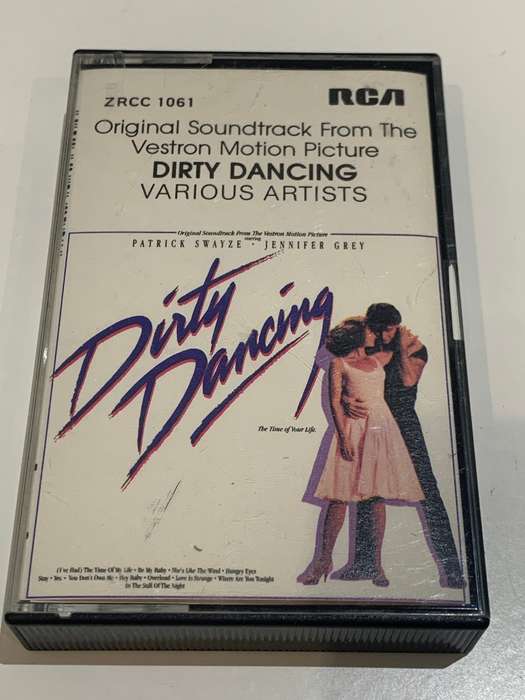 ZRCC 1061 RCA
Original Soundtrack From The
Vestron Motion Picture
DIRTY DANCING
VARIOUS ARTISTS
Original Soundtrack From The Vestron Motion Picture
starring
PATRICK SWAYZE • JENNIFER GREY
Dirty
Dancing
The Time of Your Life.
(I've Had) The Time Of My Life • Be My Baby • She's Like The Wind • Hungry Eyes
Stay • Yes • You Don't Own Me • Hey Baby • Overload • Love Is Strange • Where Are You Tonight
In The Still Of The Night